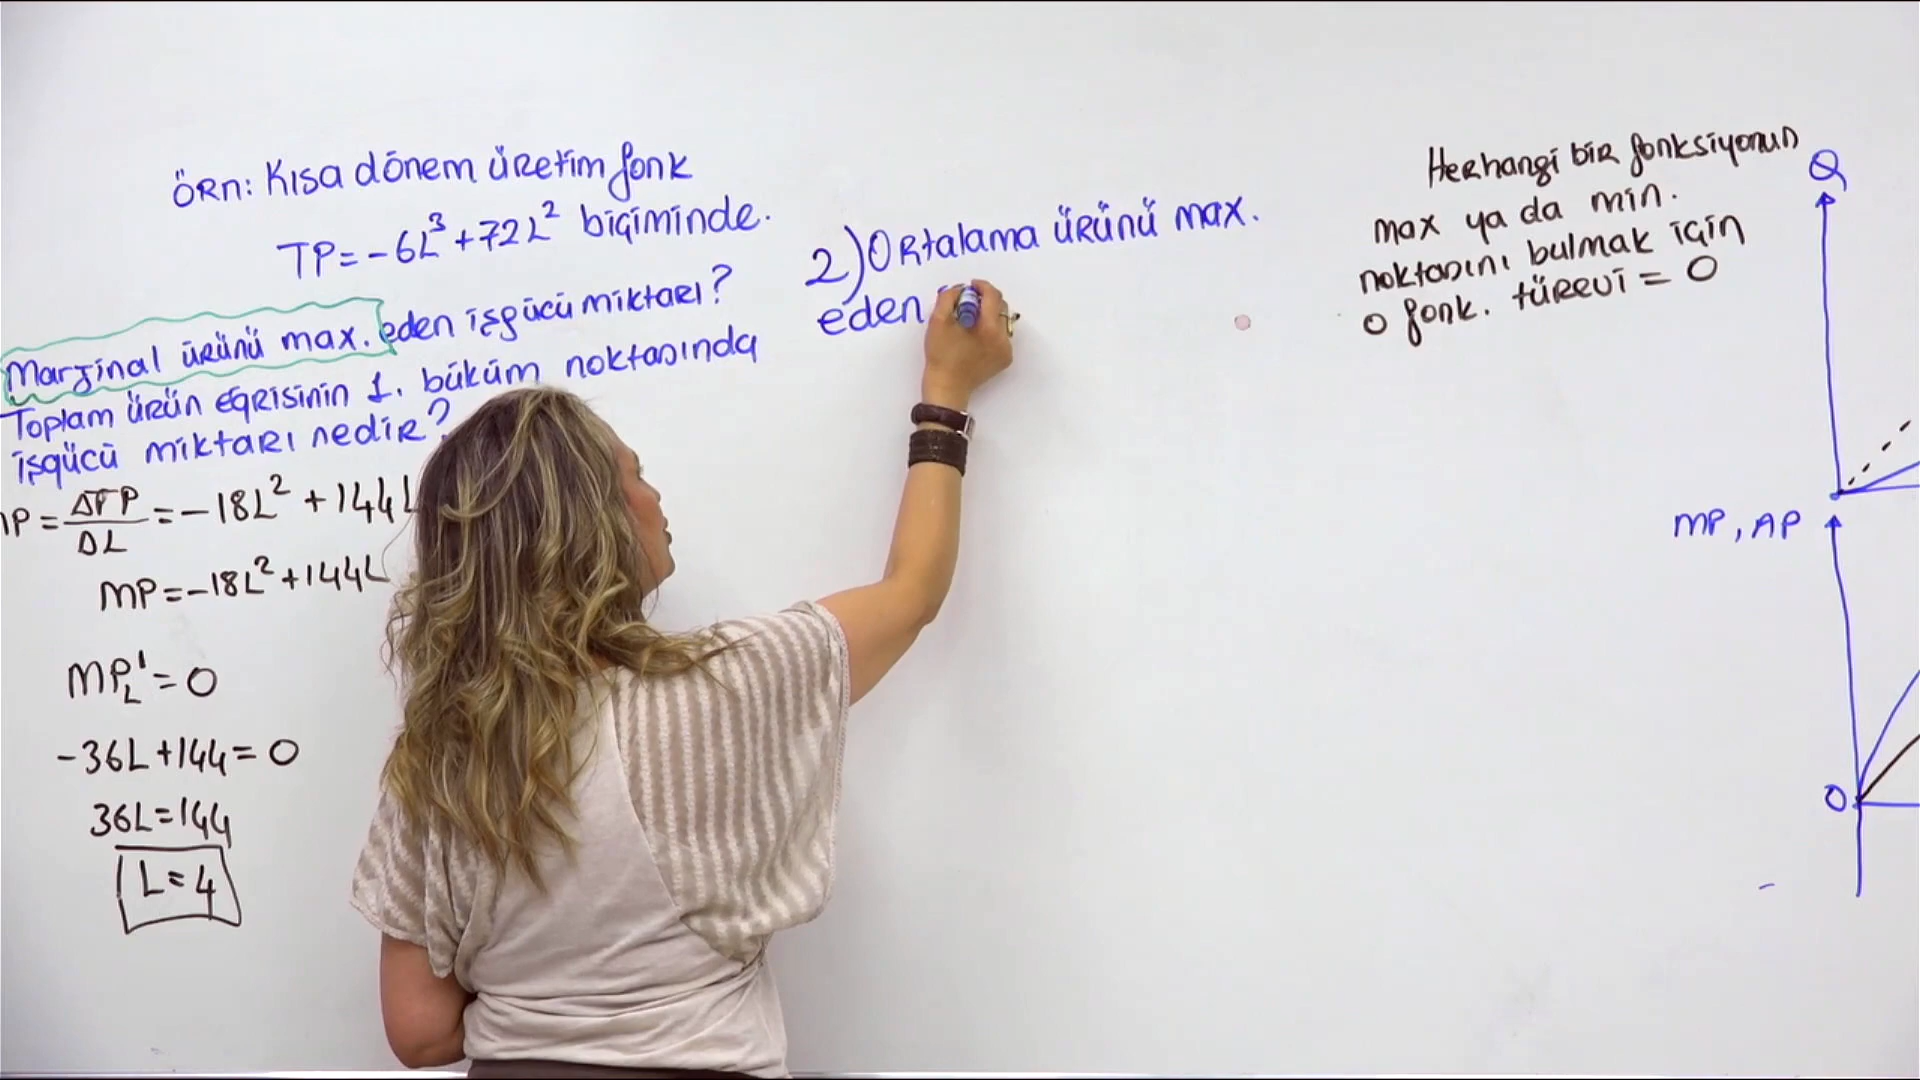 ÖRN: Kısa dönem üretim fonk
TP = -6L³ + 72L² biçiminde.
Marjinal ürünü max. eden işgücü miktarı?
Toplam ürün eğrisinin 1. büküm noktasında
işgücü miktarı nedir?
P = ΔTP/ΔL = -18L² + 144L
MP = -18L² + 144L
MP_L' = 0
-36L + 144 = 0
36L = 144
L = 4
2) Ortalama ürünü max.
eden
Herhangi bir fonksiyonun
max ya da min.
noktasını bulmak için
o fonk. türevi = 0
Q
MP, AP
0